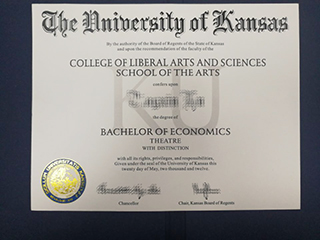 The University of Kansas
By the authority of the Board of Regents of the State of Kansas
and upon the recommendation of the faculty of the
COLLEGE OF LIBERAL ARTS AND SCIENCES
SCHOOL OF THE ARTS
confers upon
the degree of
BACHELOR OF ECONOMICS
THEATRE
WITH DISTINCTION
with all its rights, privileges, and responsibilities.
Given under the seal of the University of Kansas this
twenty day of may, two thousand and twelve.
Chancellor
Chair, Kansas Board of Regents
KU